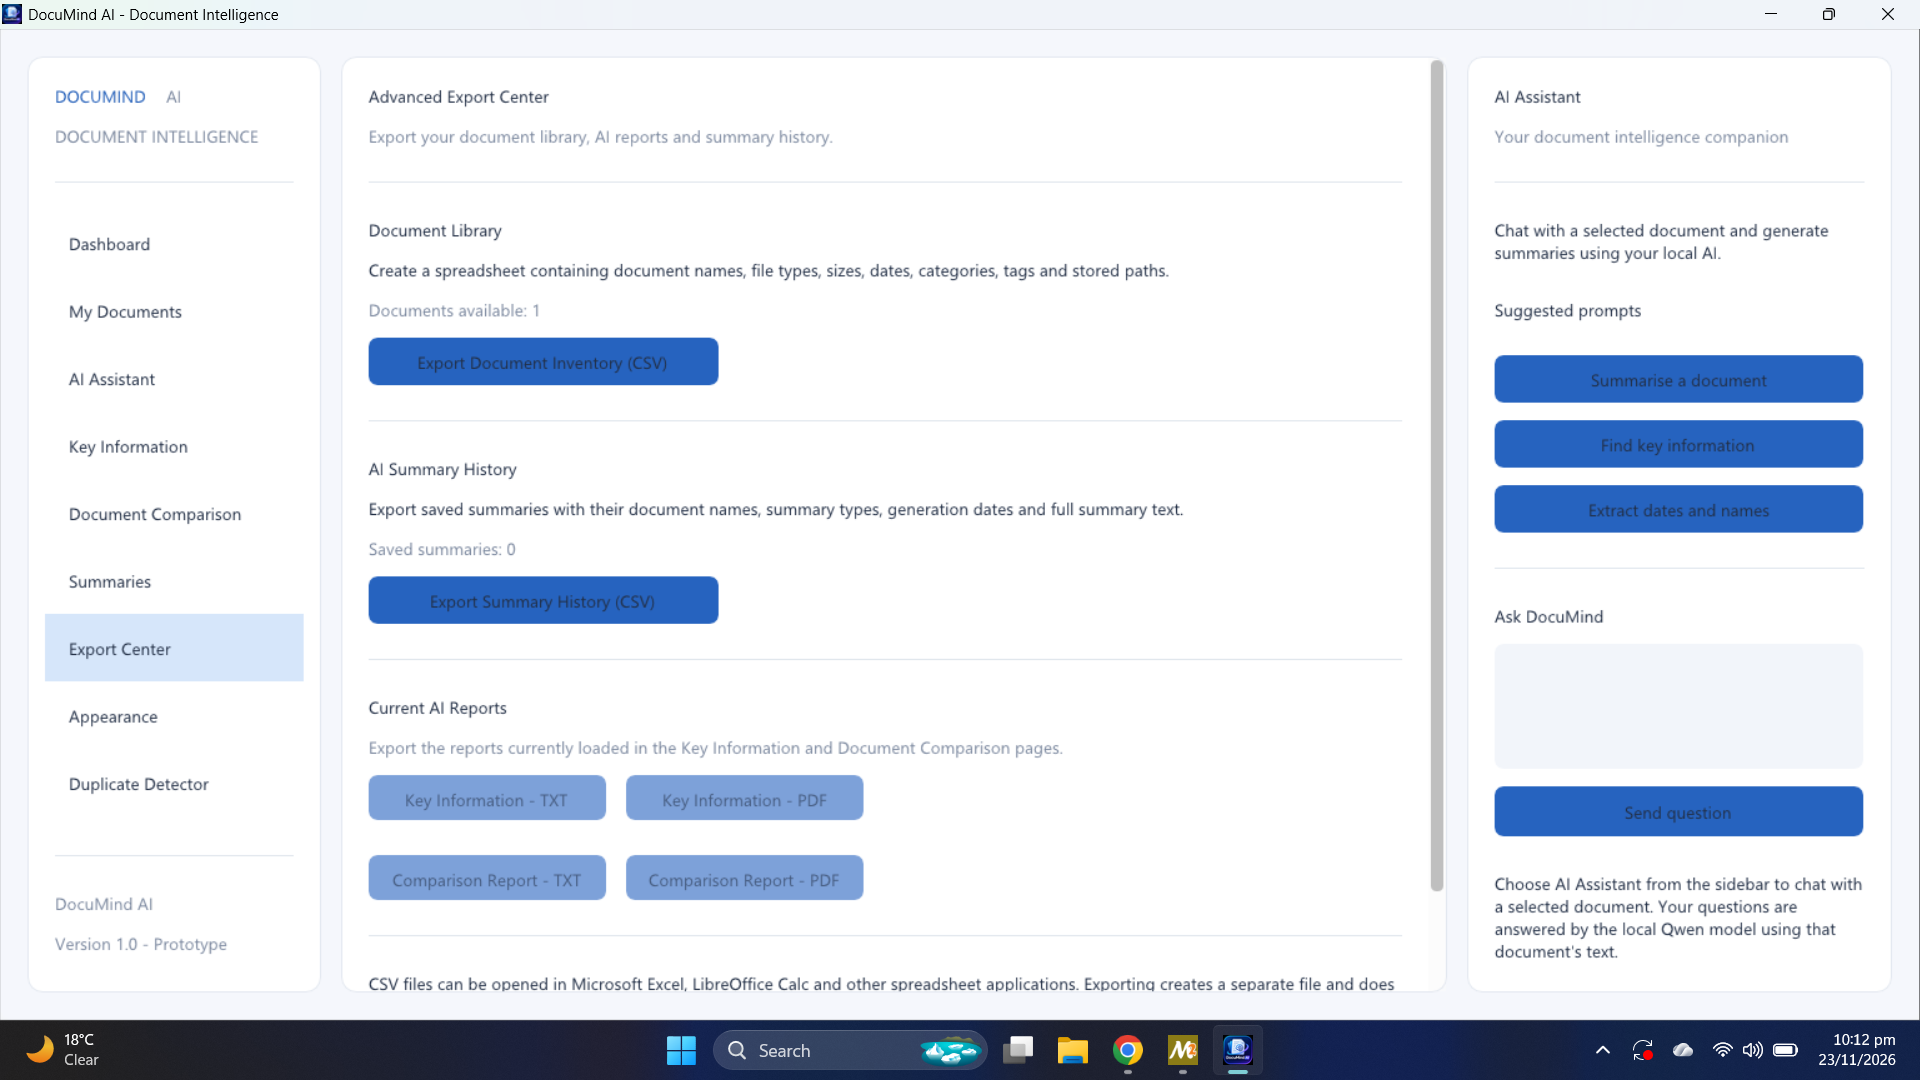 DocuMind AI - Document Intelligence
DOCUMIND AI
DOCUMENT INTELLIGENCE
Dashboard
My Documents
AI Assistant
Key Information
Document Comparison
Summaries
Export Center
Appearance
Duplicate Detector
DocuMind AI
Version 1.0 - Prototype
Advanced Export Center
Export your document library, AI reports and summary history.
Document Library
Create a spreadsheet containing document names, file types, sizes, dates, categories, tags and stored paths.
Documents available: 1
Export Document Inventory (CSV)
AI Summary History
Export saved summaries with their document names, summary types, generation dates and full summary text.
Saved summaries: 0
Export Summary History (CSV)
Current AI Reports
Export the reports currently loaded in the Key Information and Document Comparison pages.
Key Information - TXT
Key Information - PDF
Comparison Report - TXT
Comparison Report - PDF
CSV files can be opened in Microsoft Excel, LibreOffice Calc and other spreadsheet applications. Exporting creates a separate file and does
AI Assistant
Your document intelligence companion
Chat with a selected document and generate
summaries using your local AI.
Suggested prompts
Summarise a document
Find key information
Extract dates and names
Ask DocuMind
Send question
Choose AI Assistant from the sidebar to chat with
a selected document. Your questions are
answered by the local Qwen model using that
document's text.
18°C
Clear
Search
10:12 pm
23/11/2026